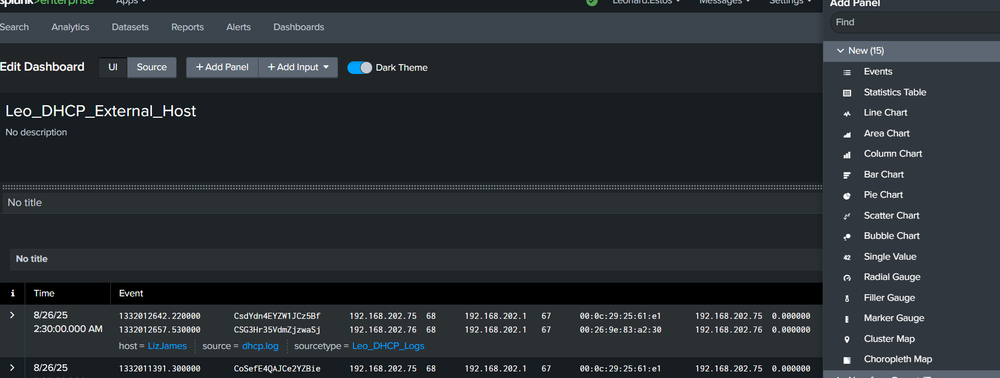 splunk>enterprise Apps Leonard.Estos Messages Settings
Search Analytics Datasets Reports Alerts Dashboards
Edit Dashboard UI Source + Add Panel + Add Input Dark Theme
Leo_DHCP_External_Host
No description
No title
No title
i Time Event
8/26/25
2:30:00.000 AM
1332012642.220000 CsdYdn4EYZW1JCz5Bf 192.168.202.75 68 192.168.202.1 67 00:0c:29:25:61:e1 192.168.202.75 0.000000
1332012657.530000 CSG3Hr35VdmZjzwaSj 192.168.202.76 68 192.168.202.1 67 00:26:9e:83:a2:30 192.168.202.76 0.000000
host = LizJames source = dhcp.log sourcetype = Leo_DHCP_Logs
8/26/25
1332011391.300000 CoSefE4QAJCe2YZBie 192.168.202.75 68 192.168.202.1 67 00:0c:29:25:61:e1 192.168.202.75 0.000000
Add Panel
Find
New (15)
Events
Statistics Table
Line Chart
Area Chart
Column Chart
Bar Chart
Pie Chart
Scatter Chart
Bubble Chart
42 Single Value
Radial Gauge
Filler Gauge
Marker Gauge
Cluster Map
Choropleth Map